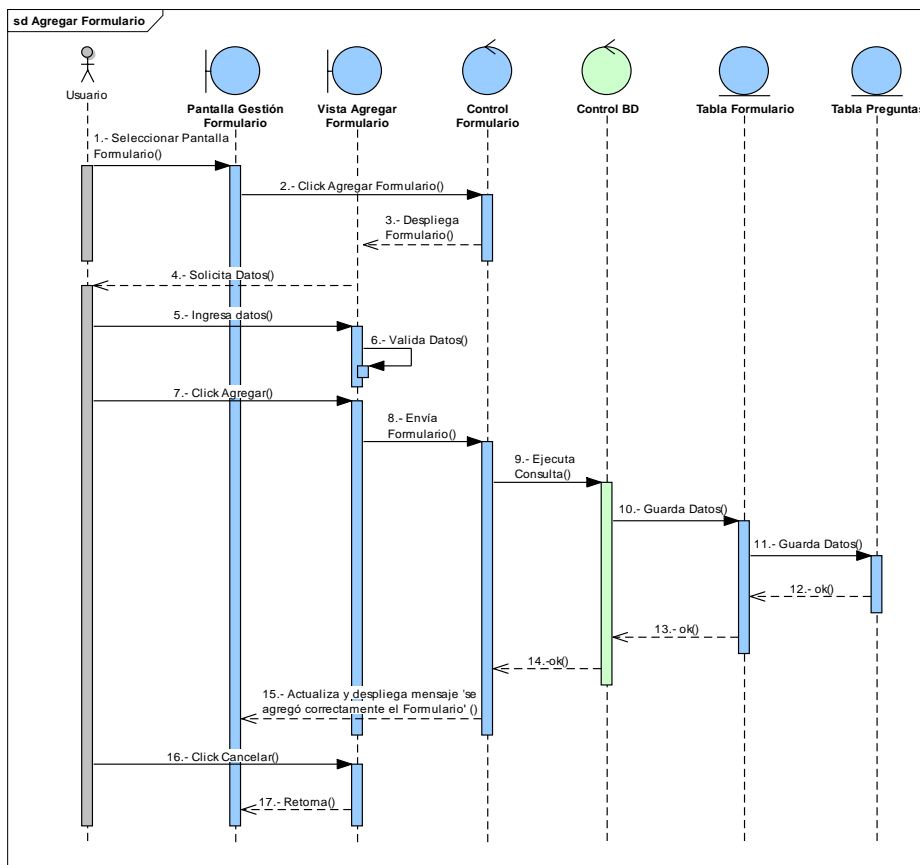 sd Agregar Formulario
Usuario
Pantalla Gestión
Formulario
Vista Agregar
Formulario
Control
Formulario
Control BD
Tabla Formulario
Tabla Preguntas
1.- Seleccionar Pantalla
Formulario()
2.- Click Agregar Formulario()
3.- Despliega
Formulario()
4.- Solicita Datos()
5.- Ingresa datos()
6.- Valida Datos()
7.- Click Agregar()
8.- Envía
Formulario()
9.- Ejecuta
Consulta()
10.- Guarda Datos()
11.- Guarda Datos()
12.- ok()
13.- ok()
14.-ok()
15.- Actualiza y despliega mensaje 'se
agregó correctamente el Formulario' ()
16.- Click Cancelar()
17.- Retorna()